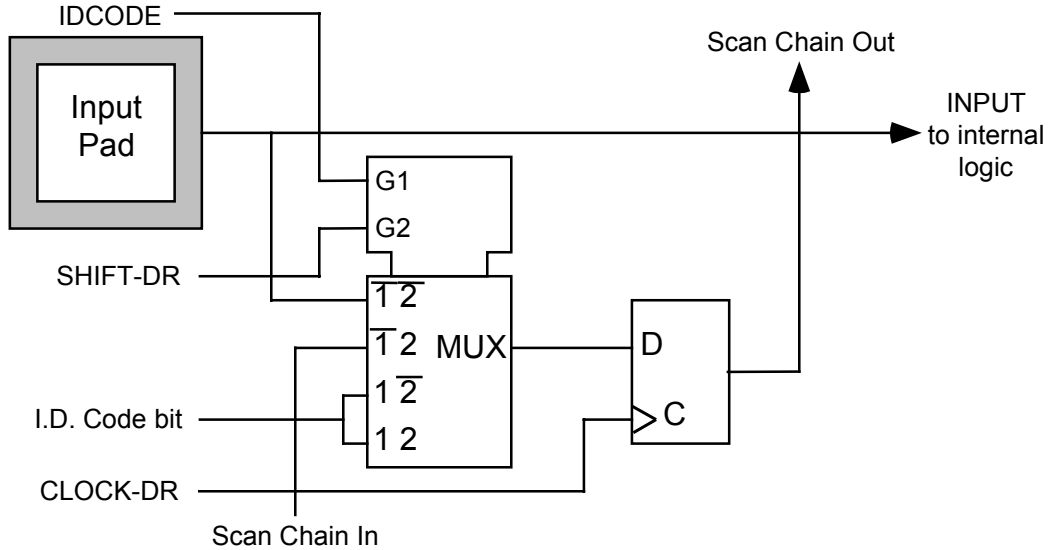 IDCODE
Scan Chain Out
Input
Pad
INPUT
to internal
logic
G1
G2
SHIFT-DR
1̅ 2̅
1̅ 2
MUX
D
1 2̅
I.D. Code bit
C
1 2
CLOCK-DR
Scan Chain In